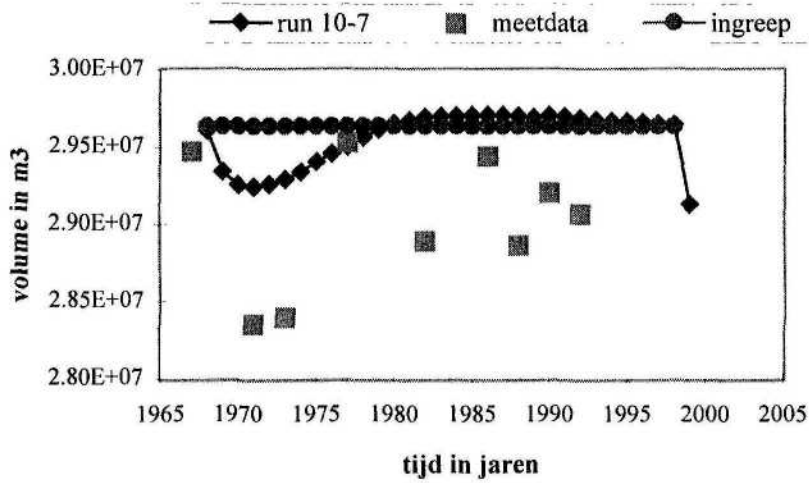 run 10-7 meetdata ingreep
3.00E+07
2.95E+07
2.90E+07
2.85E+07
2.80E+07
volume in m3
1965 1970 1975 1980 1985 1990 1995 2000 2005
tijd in jaren